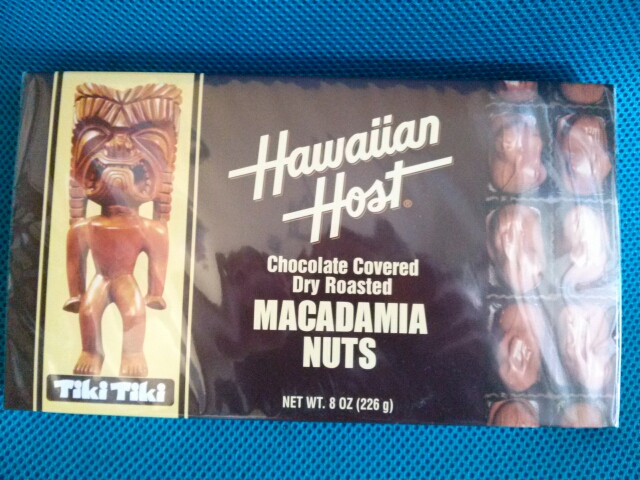 Hawaiian
Host®
Chocolate Covered
Dry Roasted
MACADAMIA
NUTS
NET WT. 8 OZ (226 g)
Tiki Tiki